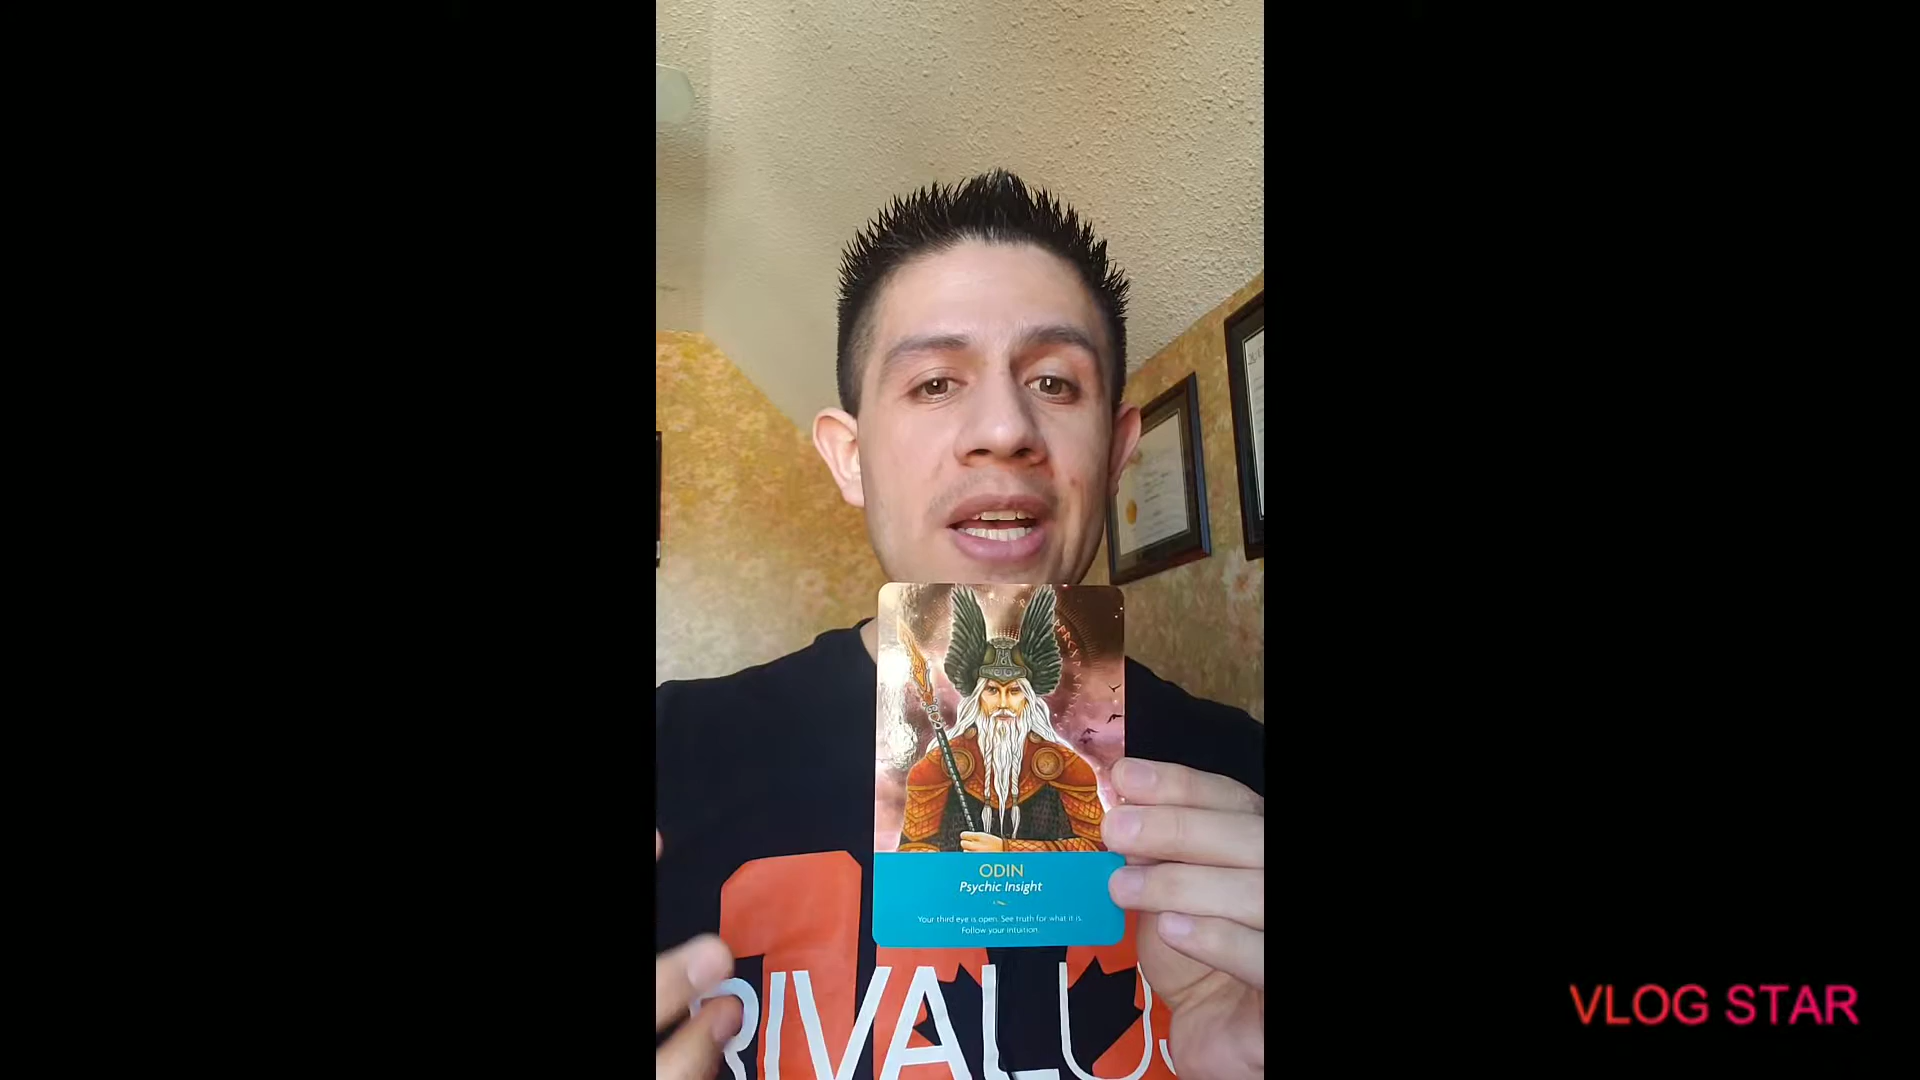 ODIN
Psychic Insight
Your third eye is open. See truth for what it is.
Follow your intuition.
RIVALUS
VLOG STAR